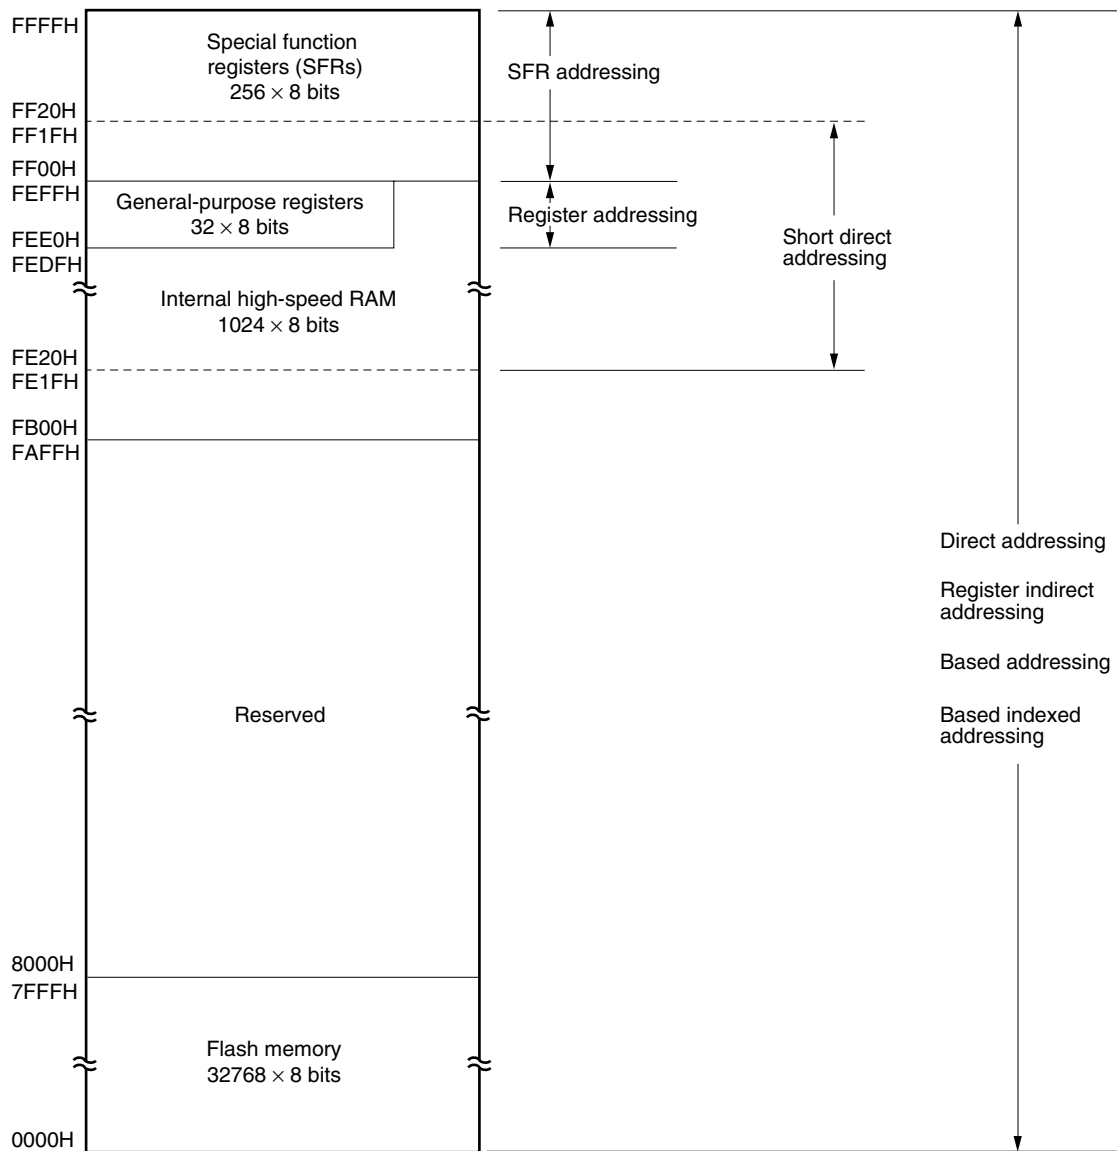 FFFFH
Special function
registers (SFRs)
256 × 8 bits
SFR addressing
FF20H
FF1FH
FF00H
FEFFH
General-purpose registers
32 × 8 bits
Register addressing
Short direct
addressing
FEE0H
FEDFH
Internal high-speed RAM
1024 × 8 bits
FE20H
FE1FH
FB00H
FAFFH
Direct addressing
Register indirect
addressing
Based addressing
Based indexed
addressing
Reserved
8000H
7FFFH
Flash memory
32768 × 8 bits
0000H